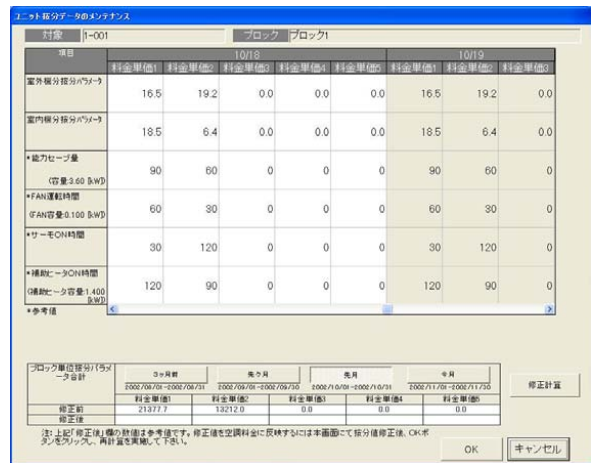 ユニット按分データのメンテナンス
対象 1-001 ブロック ブロック1
項目 10/18 10/19
料金単価1 料金単価2 料金単価3 料金単価4 料金単価5 料金単価1 料金単価2 料金単価3
室外機分按分パラメータ 16.5 19.2 0.0 0.0 0.0 16.5 19.2 0.0
室内機分按分パラメータ 18.5 6.4 0.0 0.0 0.0 18.5 6.4 0.0
*能力セーブ量
(容量:3.60 [kW]) 90 60 0 0 0 90 60 0
*FAN運転時間
(FAN容量:0.100 [kW]) 60 30 0 0 0 60 30 0
*サーモON時間 30 120 0 0 0 30 120 0
*補助ヒータON時間
(補助ヒータ容量:1.400
[kW]) 120 90 0 0 0 120 90 0
*参考値
ブロック単位按分パラメ
ータ合計
3ヶ月前 先々月 先月 今月
2002/08/01-2002/08/31 2002/09/01-2002/09/30 2002/10/01-2002/10/31 2002/11/01-2002/11/30
修正計算
料金単価1 料金単価2 料金単価3 料金単価4 料金単価5
修正前 21377.7 13212.0 0.0 0.0 0.0
修正後
注:上記「修正後」欄の数値は参考値です。修正値を空調料金に反映するには本画面にて按分値修正後、OKボ
タンをクリックし、再計算を実施して下さい。
OK キャンセル